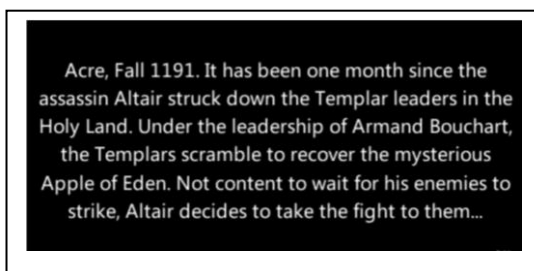 Acre, Fall 1191. It has been one month since the
assassin Altair struck down the Templar leaders in the
Holy Land. Under the leadership of Armand Bouchart,
the Templars scramble to recover the mysterious
Apple of Eden. Not content to wait for his enemies to
strike, Altair decides to take the fight to them...